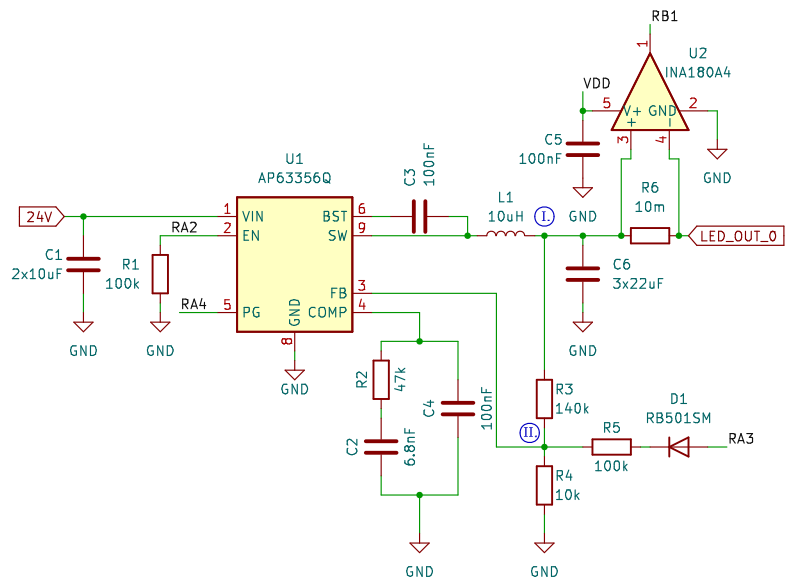 RB1
1
U2
INA180A4
VDD
5
V+
GND
2
+
-
3
4
C5
100nF
GND
GND
U1
AP63356Q
C3
100nF
L1
10uH
I.
R6
10m
24V
1
VIN
BST
6
RA2
2
EN
SW
9
LED_OUT_0
C1
2x10uF
R1
100k
C6
3x22uF
FB
3
RA4
5
PG
GND
COMP
4
8
GND
GND
GND
GND
R2
47k
C4
100nF
R3
140k
D1
RB501SM
C2
6.8nF
II.
R5
100k
RA3
R4
10k
GND
GND